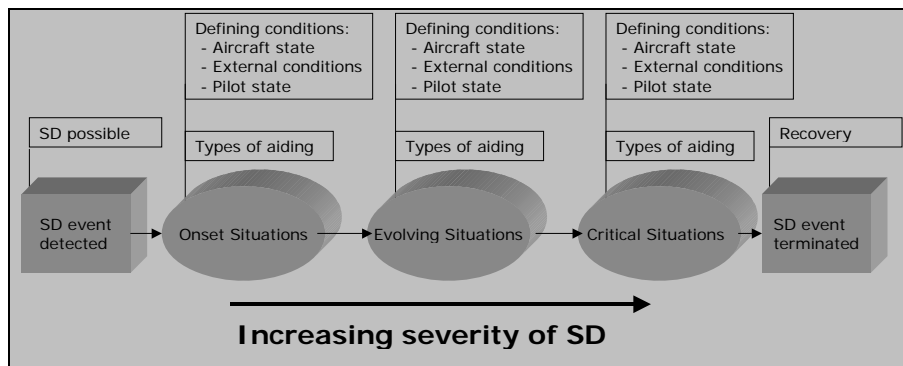 Defining conditions:
- Aircraft state
- External conditions
- Pilot state
Defining conditions:
- Aircraft state
- External conditions
- Pilot state
Defining conditions:
- Aircraft state
- External conditions
- Pilot state
SD possible
Types of aiding
Types of aiding
Types of aiding
Recovery
SD event
detected
Onset Situations
Evolving Situations
Critical Situations
SD event
terminated
Increasing severity of SD